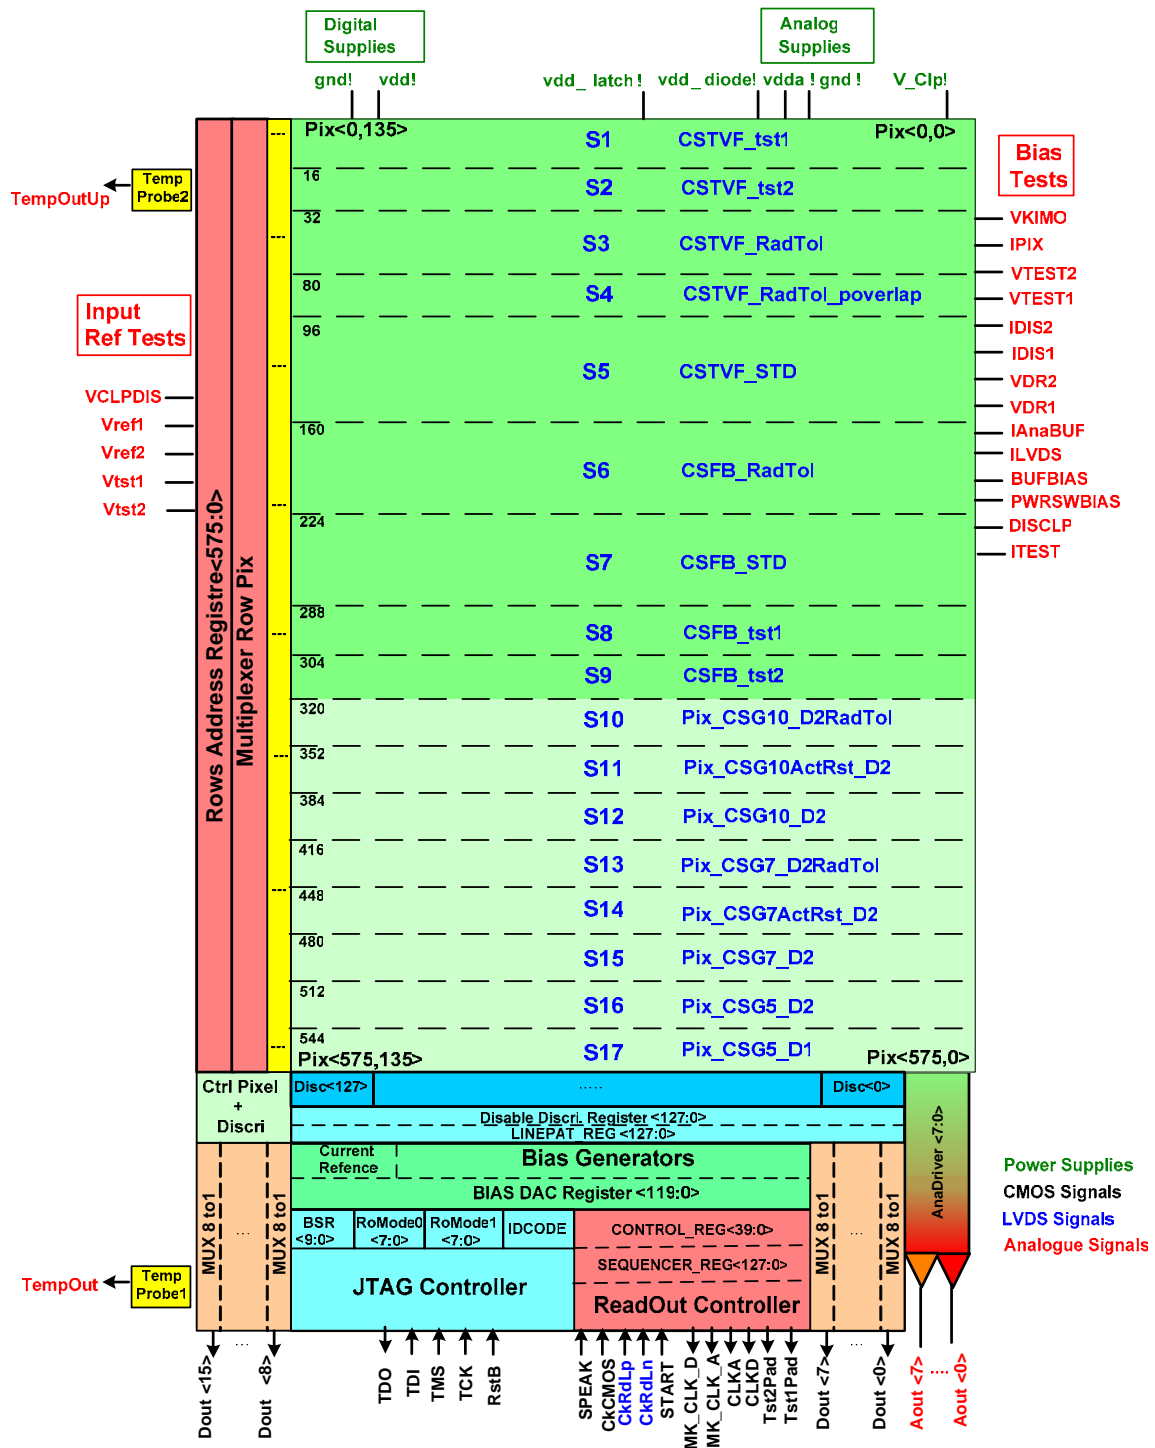 Digital
Supplies
Analog
Supplies
gnd!
vdd!
vdd_ latch !
vdd_ diode!
vdda !
gnd !
V_Clp!
Pix<0,135>
S1
CSTVF_tst1
Pix<0,0>
Bias
Tests
Temp
Probe2
TempOutUp
16
S2
CSTVF_tst2
32
S3
CSTVF_RadTol
VKIMO
IPIX
VTEST2
VTEST1
80
S4
CSTVF_RadTol_poverlap
Input
Ref Tests
96
S5
CSTVF_STD
IDIS2
IDIS1
VDR2
VDR1
VCLPDIS
Vref1
Vref2
Vtst1
Vtst2
160
S6
CSFB_RadTol
IAnaBUF
ILVDS
BUFBIAS
PWRSWBIAS
DISCLP
ITEST
Rows Address Registre<575:0>
Multiplexer Row Pix
224
S7
CSFB_STD
288
S8
CSFB_tst1
304
S9
CSFB_tst2
320
S10
Pix_CSG10_D2RadTol
352
S11
Pix_CSG10ActRst_D2
384
S12
Pix_CSG10_D2
416
S13
Pix_CSG7_D2RadTol
448
S14
Pix_CSG7ActRst_D2
480
S15
Pix_CSG7_D2
512
S16
Pix_CSG5_D2
544
S17
Pix_CSG5_D1
Pix<575,135>
Pix<575,0>
Ctrl Pixel
+
Discri
Disc<127>
.....
Disc<0>
Disable Discri. Register <127:0>
LINEPAT_REG <127:0>
Current
Refence
Bias Generators
BIAS DAC Register <119:0>
AnaDriver <7:0>
BSR
<9:0>
RoMode0
<7:0>
RoMode1
<7:0>
IDCODE
CONTROL_REG<39:0>
SEQUENCER_REG<127:0>
JTAG Controller
ReadOut Controller
MUX 8 to1
...
MUX 8 to1
MUX 8 to1
...
MUX 8 to1
Power Supplies
CMOS Signals
LVDS Signals
Analogue Signals
Temp
Probe1
TempOut
Dout <15>
...
Dout <8>
TDO
TDI
TMS
TCK
RstB
SPEAK
CkCMOS
CkRdLp
CkRdLn
START
MK_CLK_D
MK_CLK_A
CLKA
CLKD
Tst2Pad
Tst1Pad
Dout <7>
...
Dout <0>
Aout <7>
.....
Aout <0>